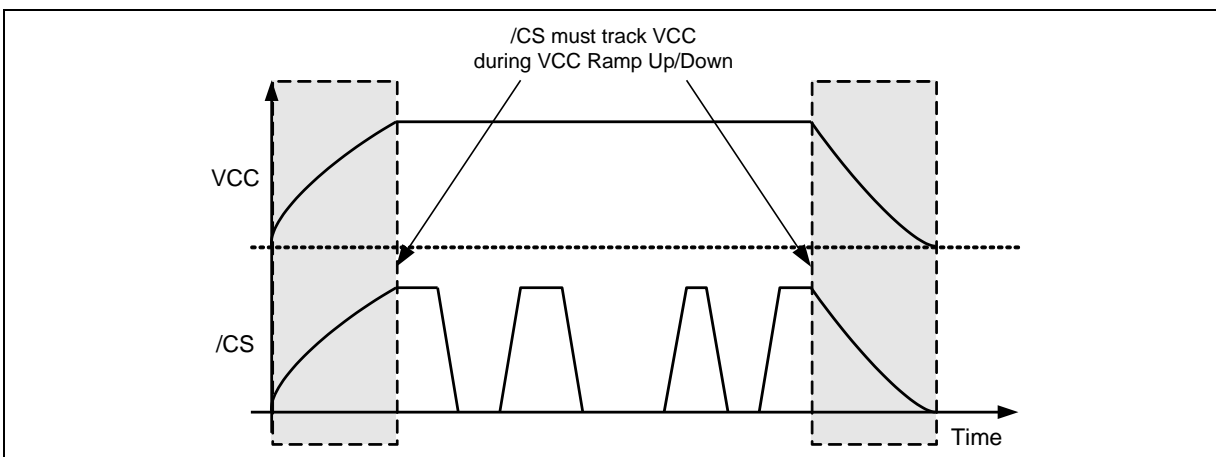 /CS must track VCC
during VCC Ramp Up/Down
VCC
/CS
Time